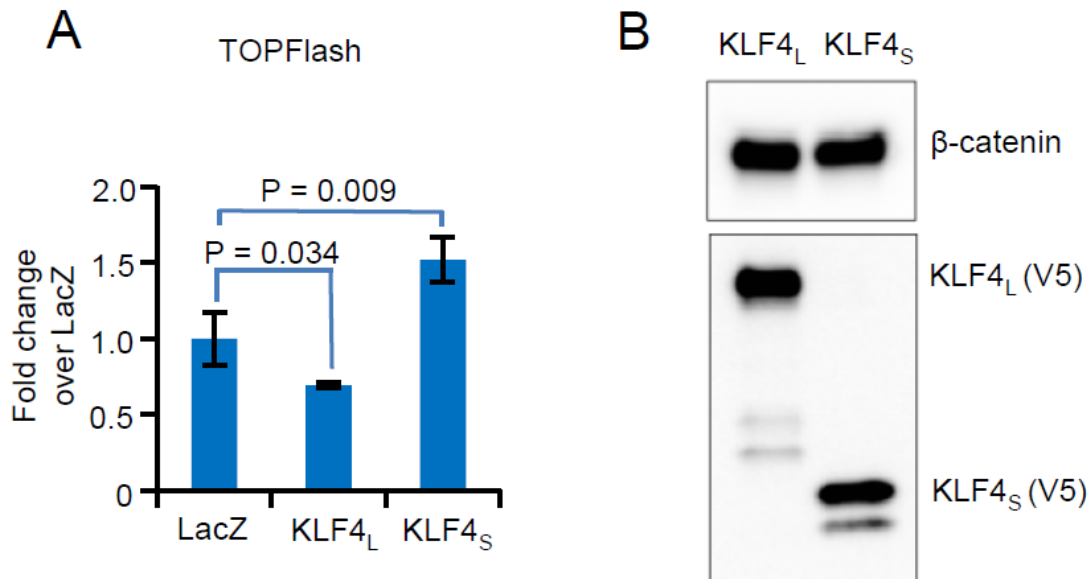 A
TOPFlash
Fold change
over LacZ
2.0
1.5
1.0
0.5
0
P = 0.009
P = 0.034
LacZ
KLF4L
KLF4S
B
KLF4L KLF4S
β-catenin
KLF4L (V5)
KLF4S (V5)